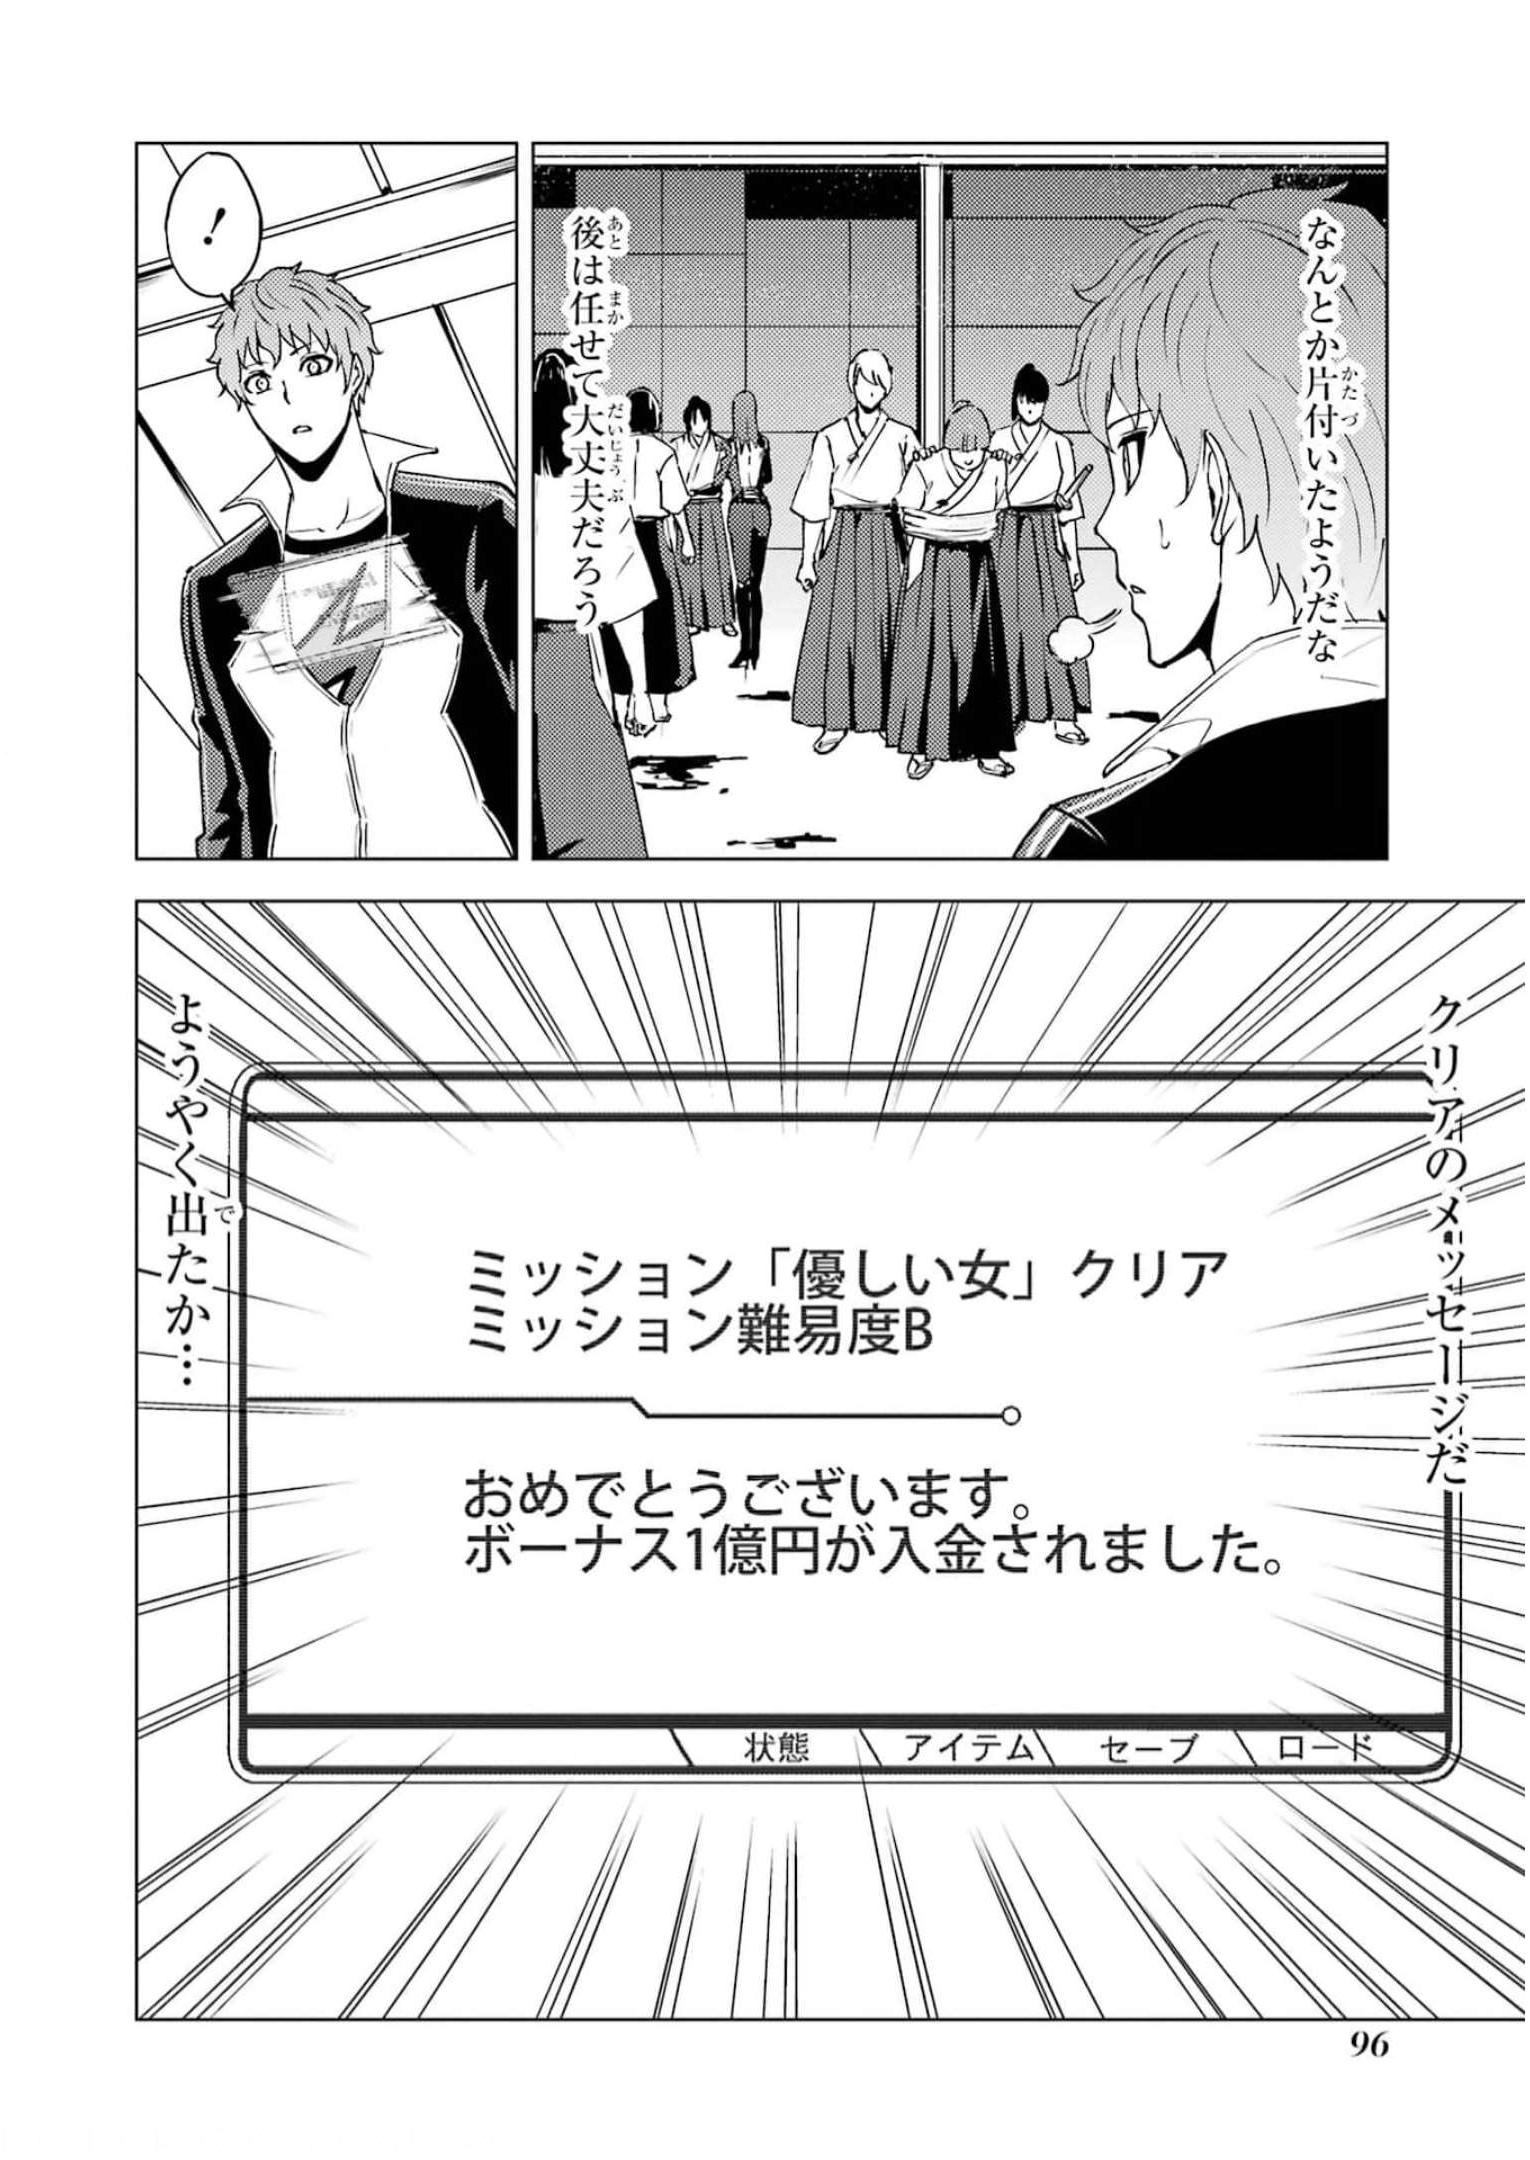 なんとか片付いたようだな
後は任せて大丈夫だろう
！
クリアのメッセージだ
ミッション「優しい女」クリア
ミッション難易度B
おめでとうございます。
ボーナス1億円が入金されました。
状態 アイテム セーブ ロード
ようやく出たか…
96